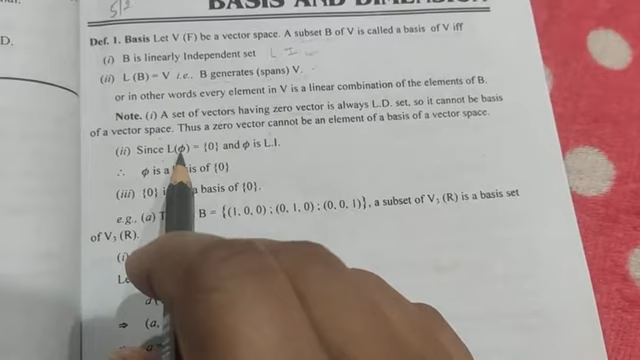 BASIS AND DIMENSION
D.
Def. 1. Basis Let V (F) be a vector space. A subset B of V is called a basis of V iff
(i) B is linearly Independent set L I
(ii) L (B) = V i.e., B generates (spans) V.
or in other words every element in V is a linear combination of the elements of B.
Note. (i) A set of vectors having zero vector is always L.D. set, so it cannot be basis
of a vector space. Thus a zero vector cannot be an element of a basis of a vector space.
(ii) Since L(ϕ) = {0} and ϕ is L.I.
∴ ϕ is a basis of {0}
(iii) {0} a basis of {0}.
e.g., (a) B = {(1, 0, 0) ; (0, 1, 0) ; (0, 0, 1)}, a subset of V₃ (R) is a basis set
of V₃ (R).
(i)
⇒ (a,